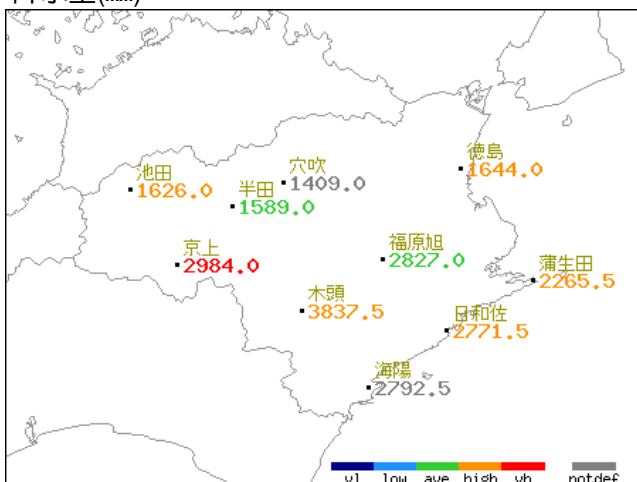 徳島
1644.0
穴吹
1409.0
池田
1626.0
半田
1589.0
京上
2984.0
福原旭
2827.0
蒲生田
2265.5
木頭
3837.5
日和佐
2771.5
海陽
2792.5
vl low ave high vh notdef